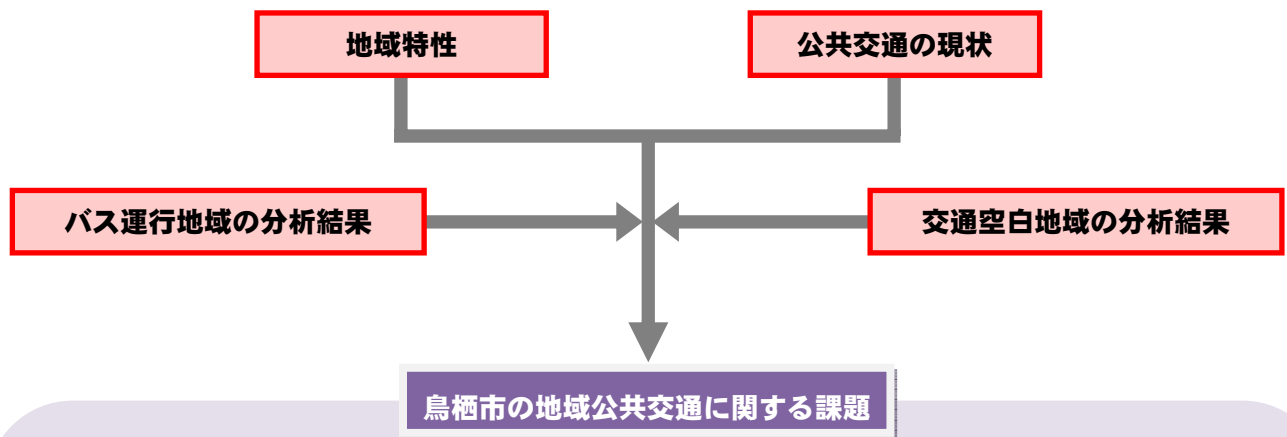 地域特性
公共交通の現状
バス運行地域の分析結果
交通空白地域の分析結果
鳥栖市の地域公共交通に関する課題